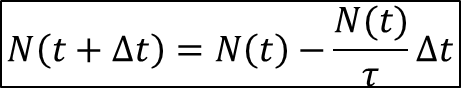 N(t + Δt) = N(t) − N(t)/τ Δt